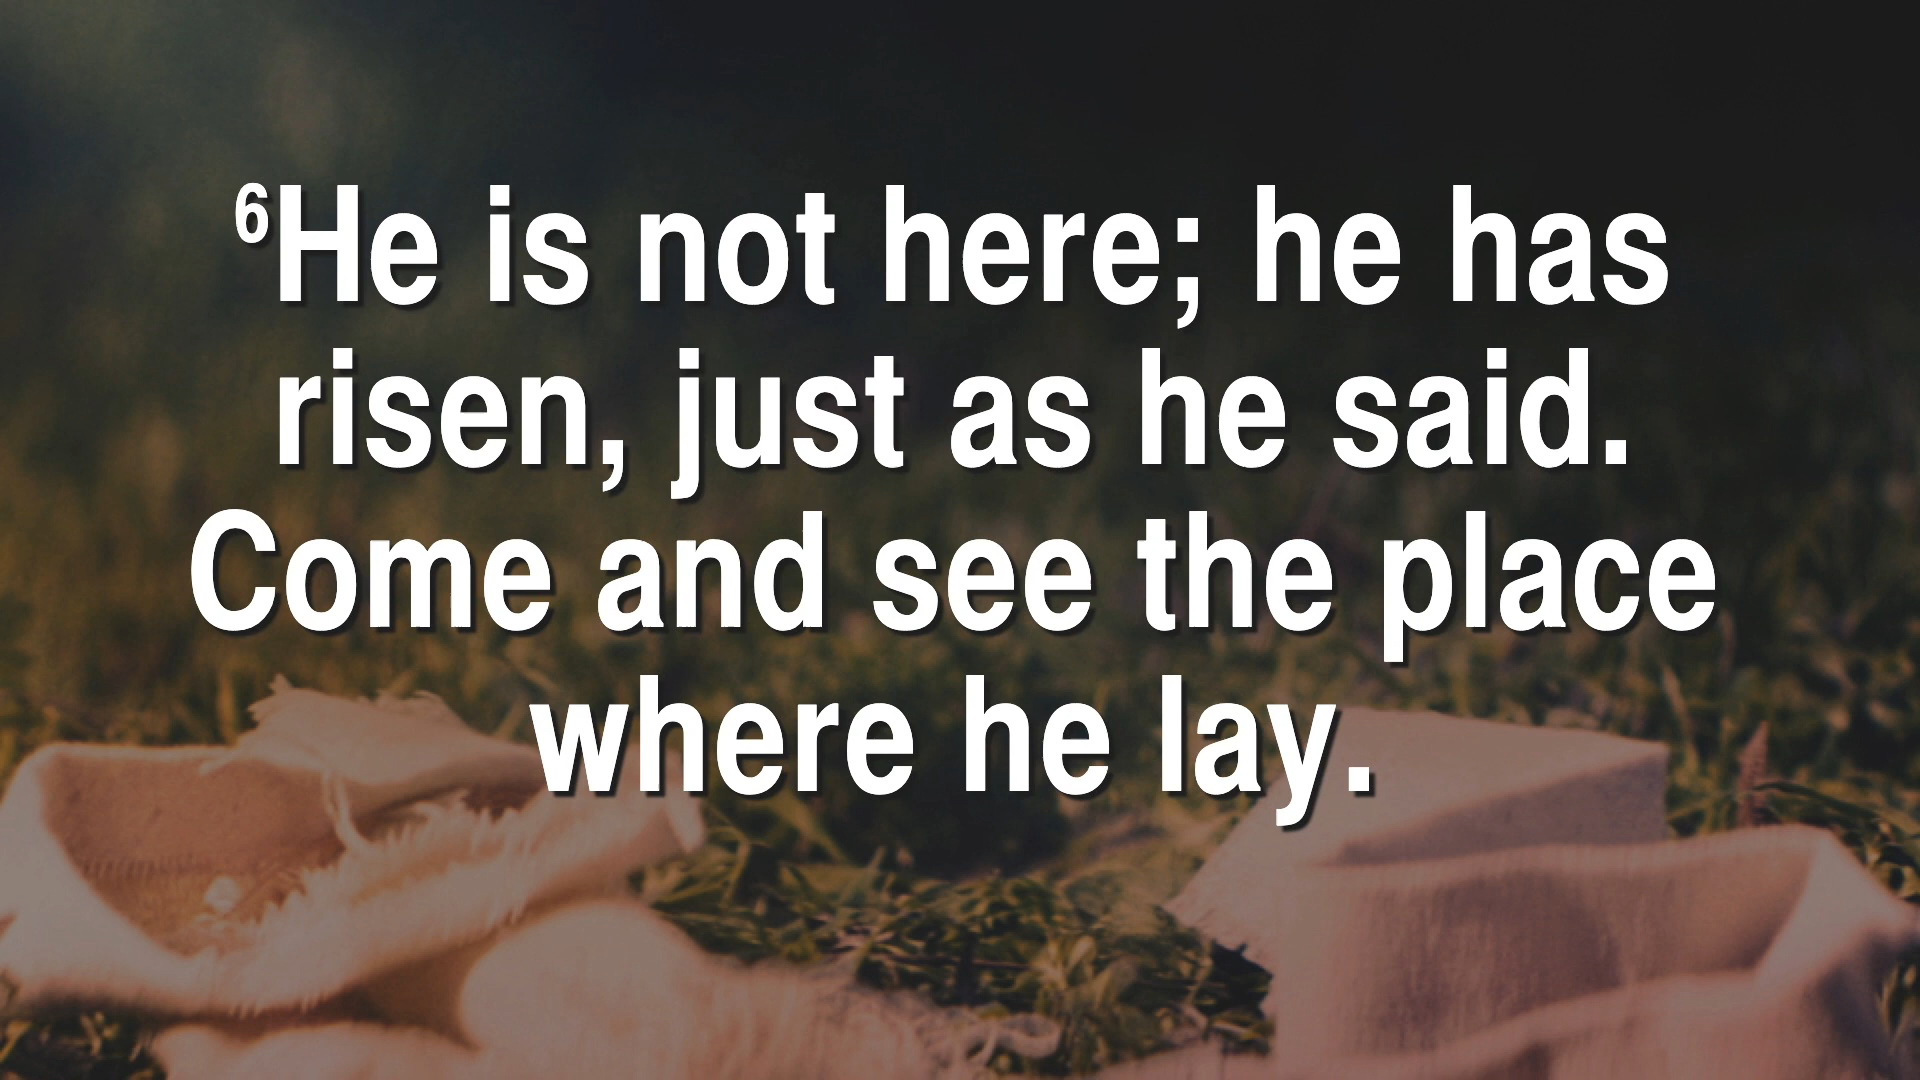 ⁶He is not here; he has
risen, just as he said.
Come and see the place
where he lay.